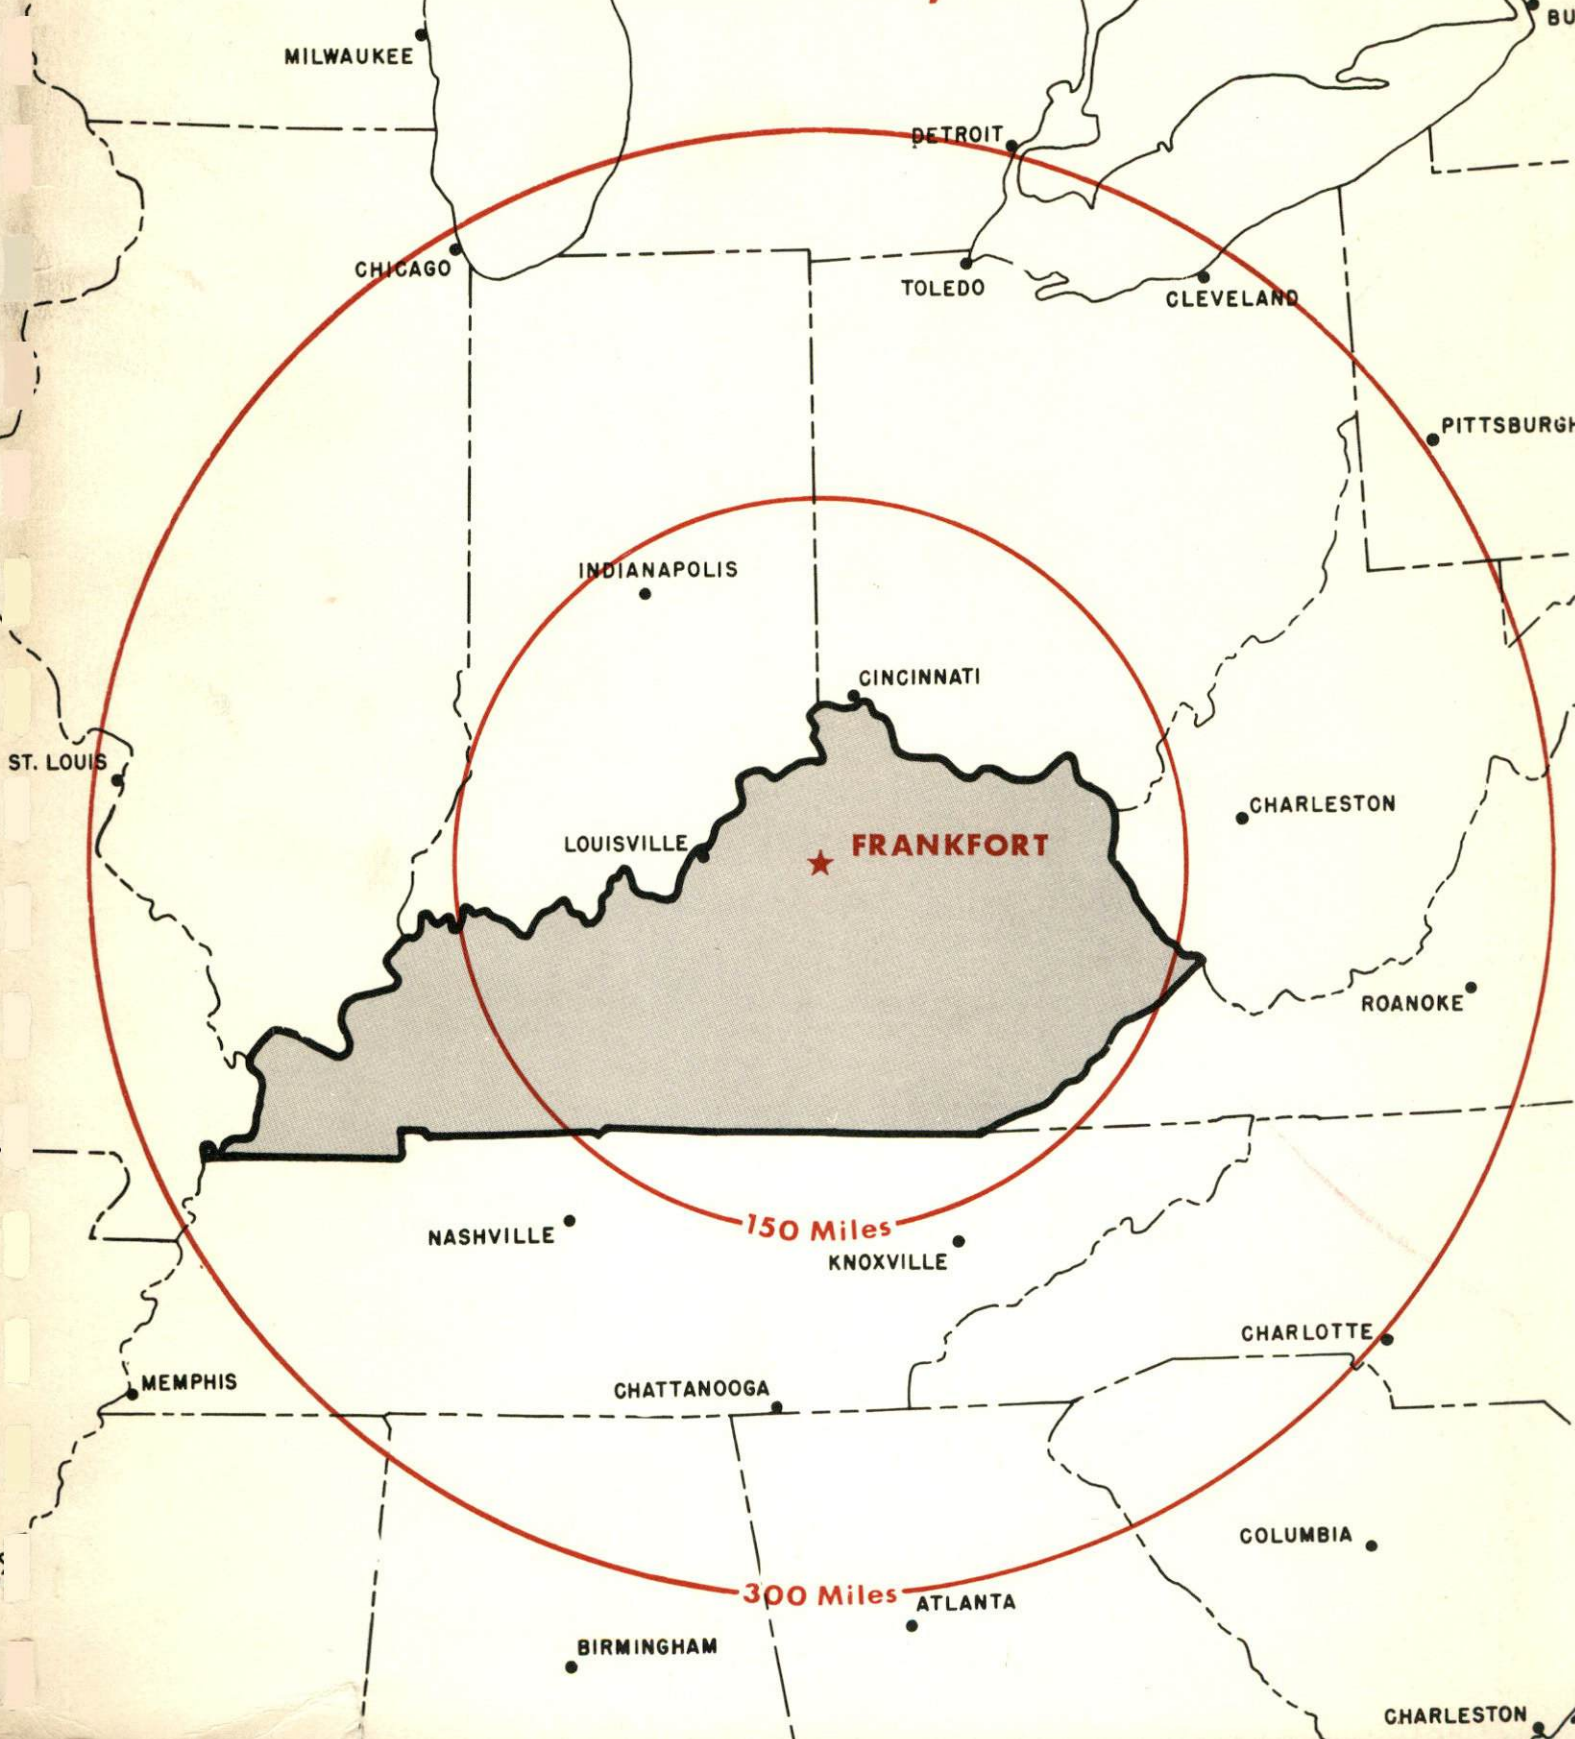 MILWAUKEE
DETROIT
CHICAGO
TOLEDO
CLEVELAND
PITTSBURGH
INDIANAPOLIS
CINCINNATI
ST. LOUIS
CHARLESTON
LOUISVILLE
FRANKFORT
ROANOKE
150 Miles
NASHVILLE
KNOXVILLE
CHARLOTTE
MEMPHIS
CHATTANOOGA
COLUMBIA
300 Miles
ATLANTA
BIRMINGHAM
CHARLESTON